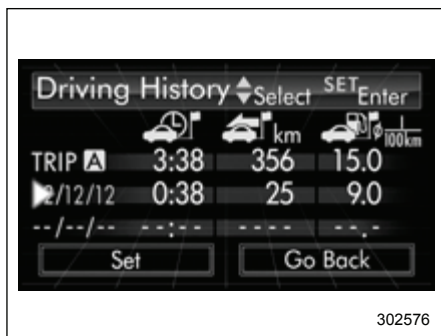 Driving History Select SET Enter
km 100km
TRIP A 3:38 356 15.0
2/12/12 0:38 25 9.0
--/--/-- --:-- ---- --.-
Set Go Back
302576